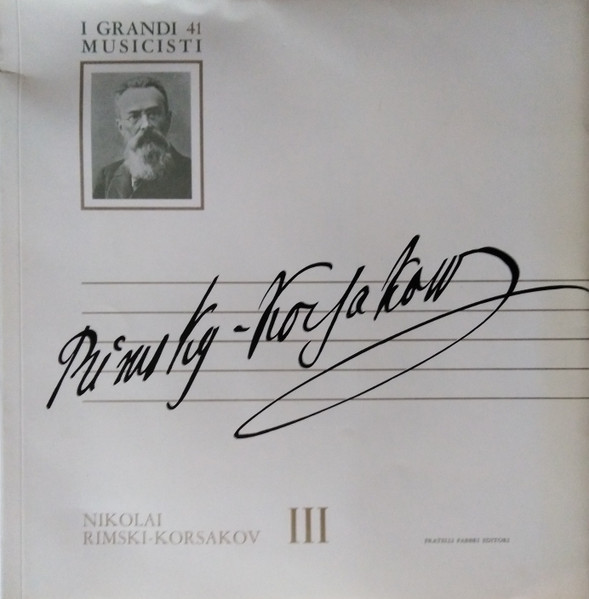 I GRANDI 41
MUSICISTI
Rimsky-Korsakow
NIKOLAI
RIMSKI-KORSAKOV
III
FRATELLI FABBRI EDITORI